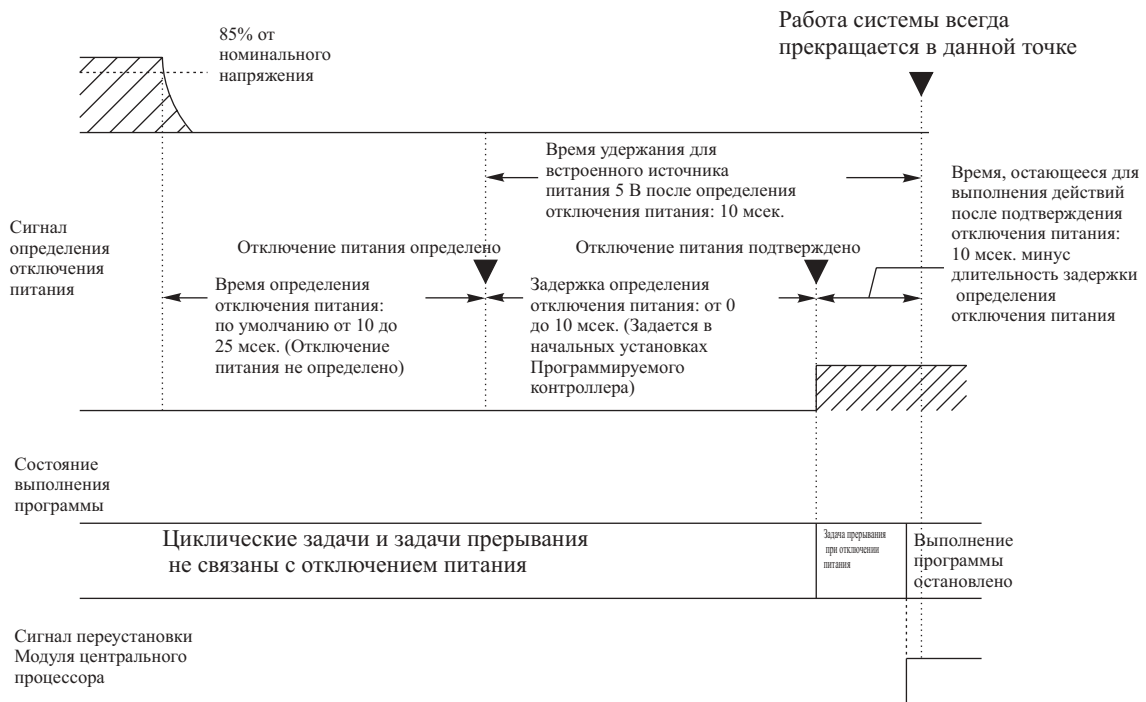 85% от
номинального
напряжения
Работа системы всегда
прекращается в данной точке
Время удержания для
встроенного источника
питания 5 В после определения
отключения питания: 10 мсек.
Время, остающееся для
выполнения действий
после подтверждения
отключения питания:
10 мсек. минус
длительность задержки
определения
отключения питания
Сигнал
определения
отключения
питания
Отключение питания определено
Отключение питания подтверждено
Время определения
отключения питания:
по умолчанию от 10 до
25 мсек. (Отключение
питания не определено)
Задержка определения
отключения питания: от 0
до 10 мсек. (Задается в
начальных установках
Программируемого
контроллера)
Состояние
выполнения
программы
Циклические задачи и задачи прерывания
не связаны с отключением питания
Задача прерывания
при отключении
питания
Выполнение
программы
остановлено
Сигнал переустановки
Модуля центрального
процессора